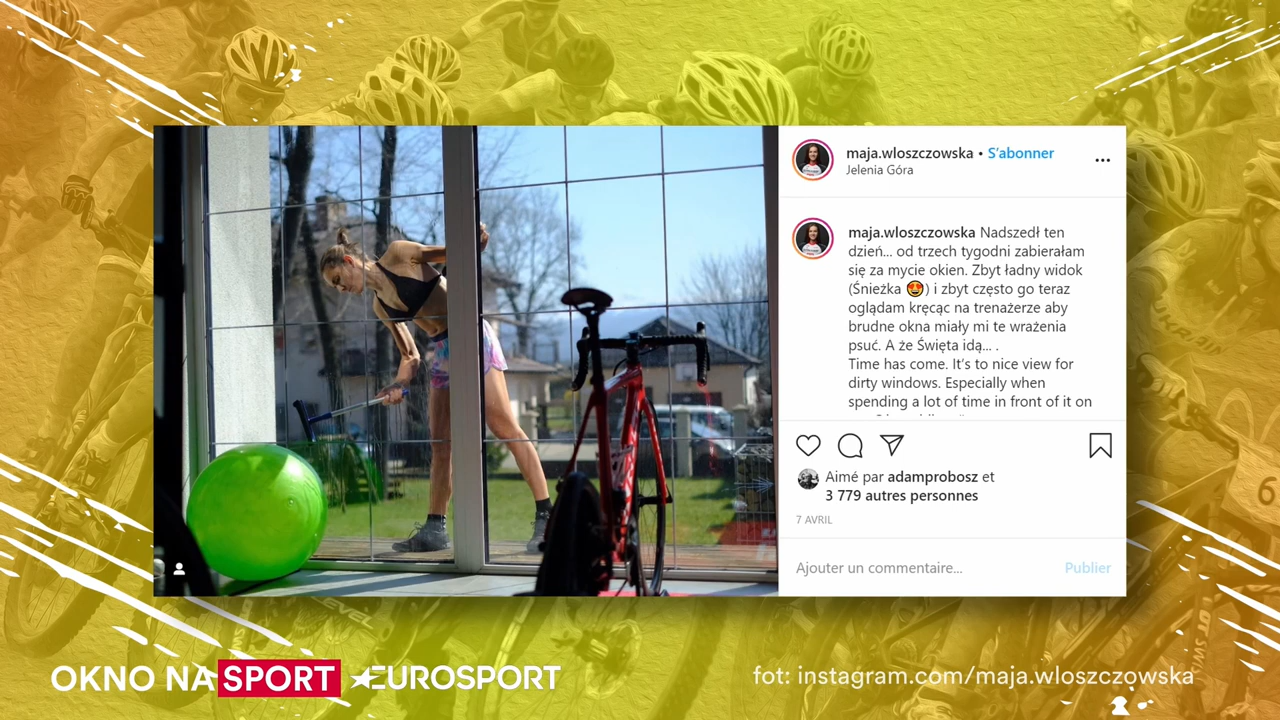 maja.wloszczowska • S'abonner
Jelenia Góra
maja.wloszczowska Nadszedł ten
dzień... od trzech tygodni zabierałam
się za mycie okien. Zbyt ładny widok
(Śnieżka 😍) i zbyt często go teraz
oglądam kręcąc na trenażerze aby
brudne okna miały mi te wrażenia
psuć. A że Święta idą... .
Time has come. It's to nice view for
dirty windows. Especially when
spending a lot of time in front of it on
Aimé par adamprobosz et
3 779 autres personnes
7 AVRIL
Ajouter un commentaire... Publier
6
OKNO NA SPORT EUROSPORT
fot: instagram.com/maja.wloszczowska